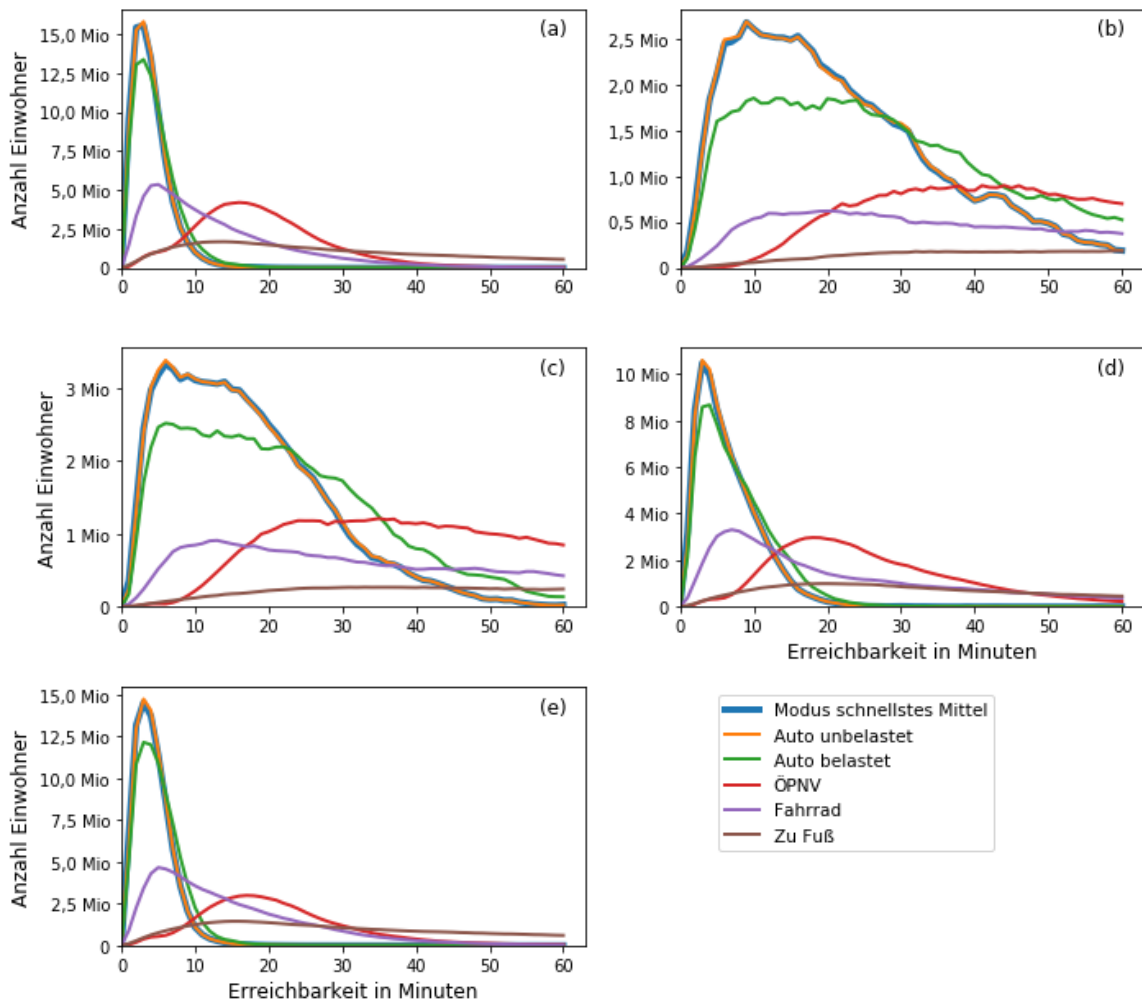 (a)
15,0 Mio
12,5 Mio
10,0 Mio
7,5 Mio
5,0 Mio
2,5 Mio
0
0 10 20 30 40 50 60
Anzahl Einwohner
(b)
2,5 Mio
2,0 Mio
1,5 Mio
1,0 Mio
0,5 Mio
0
0 10 20 30 40 50 60
(c)
3 Mio
2 Mio
1 Mio
0
0 10 20 30 40 50 60
Anzahl Einwohner
(d)
10 Mio
8 Mio
6 Mio
4 Mio
2 Mio
0
0 10 20 30 40 50 60
Erreichbarkeit in Minuten
(e)
15,0 Mio
12,5 Mio
10,0 Mio
7,5 Mio
5,0 Mio
2,5 Mio
0
0 10 20 30 40 50 60
Anzahl Einwohner
Erreichbarkeit in Minuten
Modus schnellstes Mittel
Auto unbelastet
Auto belastet
ÖPNV
Fahrrad
Zu Fuß